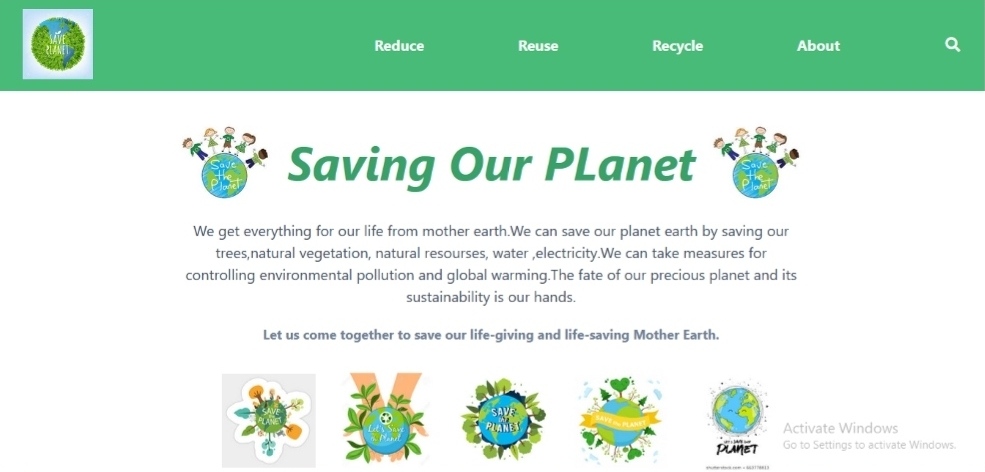 SAVE
PLANET
Reduce
Reuse
Recycle
About
Save
the
Planet
Saving Our PLanet
Save
the
Planet
We get everything for our life from mother earth.We can save our planet earth by saving our
trees,natural vegetation, natural resourses, water ,electricity.We can take measures for
controlling environmental pollution and global warming.The fate of our precious planet and its
sustainability is our hands.
Let us come together to save our life-giving and life-saving Mother Earth.
SAVE
PLANET
Let's Save
Planet
SAVE
THE
PLANET
SAVE THE PLANET
PLANET
Activate Windows
Go to Settings to activate Windows.